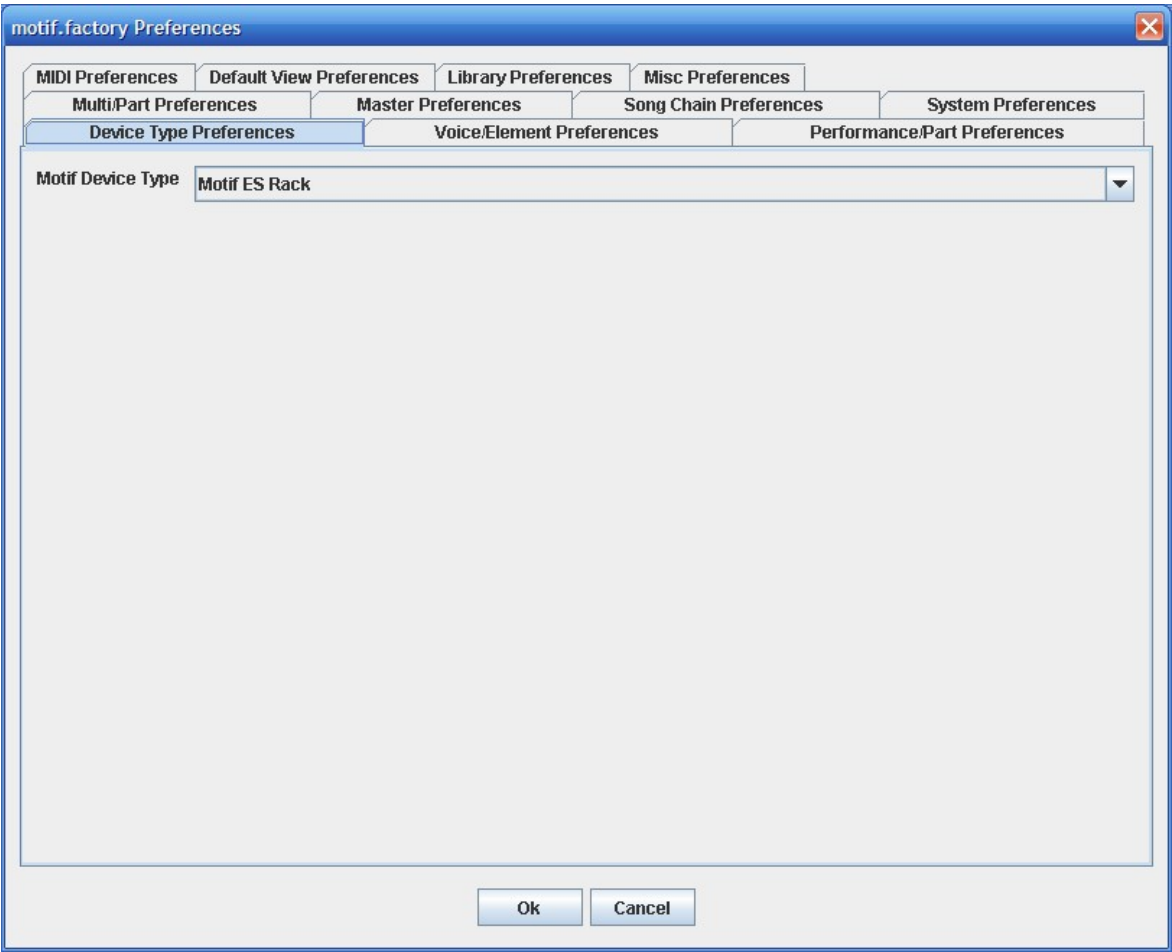 motif.factory Preferences
MIDI Preferences Default View Preferences Library Preferences Misc Preferences
Multi/Part Preferences Master Preferences Song Chain Preferences System Preferences
Device Type Preferences Voice/Element Preferences Performance/Part Preferences
Motif Device Type Motif ES Rack
Ok Cancel